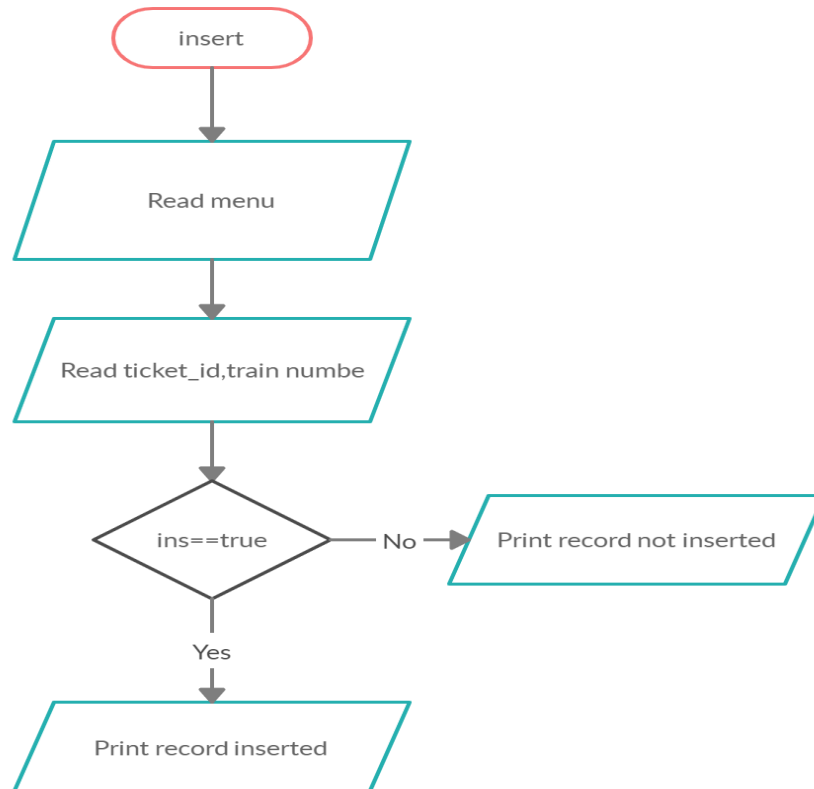 insert
Read menu
Read ticket_id,train numbe
ins==true
No
Print record not inserted
Yes
Print record inserted